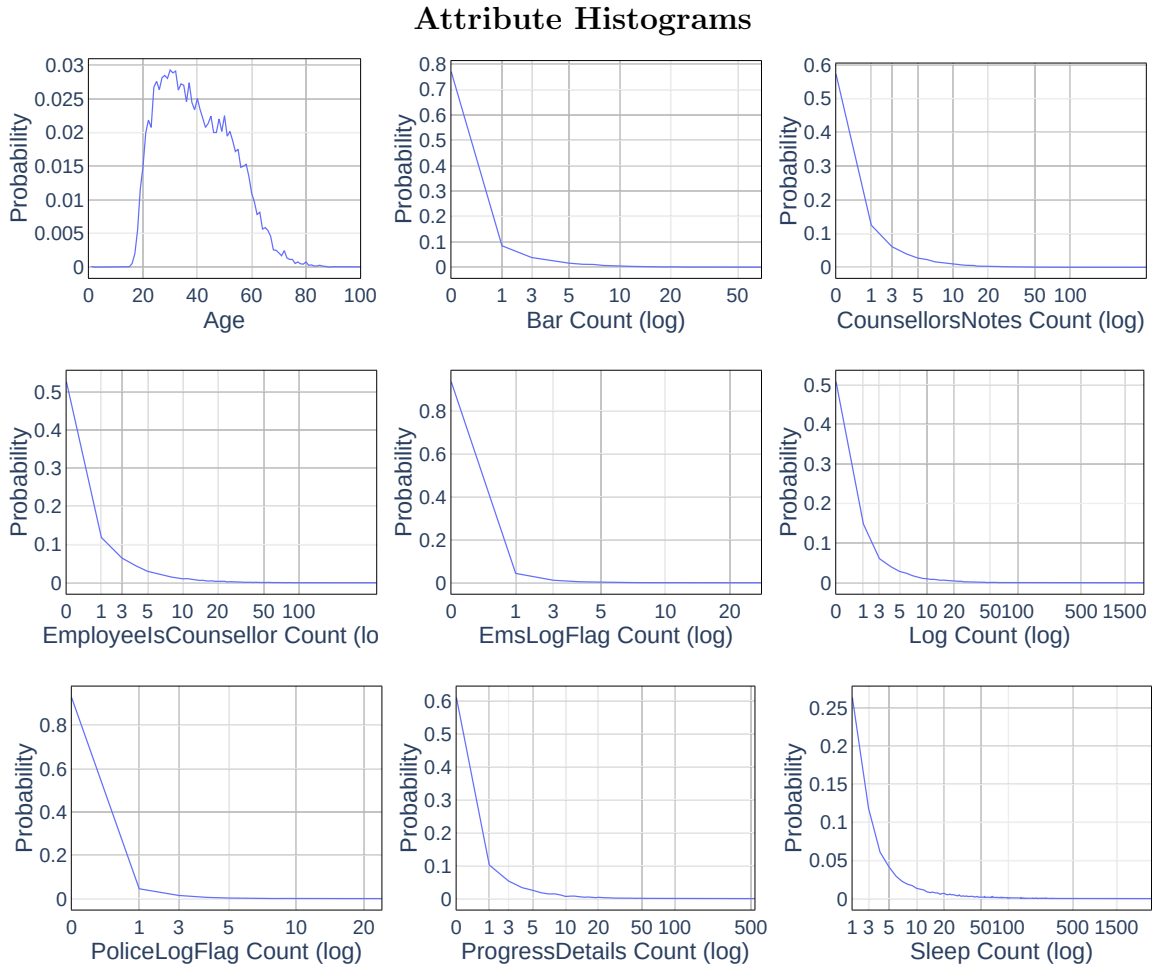 Attribute Histograms
0.03
0.025
0.02
0.015
0.01
0.005
0
Probability
0 20 40 60 80 100
Age
0.8
0.7
0.6
0.5
0.4
0.3
0.2
0.1
0
Probability
0 1 3 5 10 20 50
Bar Count (log)
0.6
0.5
0.4
0.3
0.2
0.1
0
Probability
0 1 3 5 10 20 50 100
CounsellorsNotes Count (log)
0.5
0.4
0.3
0.2
0.1
0
Probability
0 1 3 5 10 20 50 100
EmployeeIsCounsellor Count (lo
0.8
0.6
0.4
0.2
0
Probability
0 1 3 5 10 20
EmsLogFlag Count (log)
0.5
0.4
0.3
0.2
0.1
0
Probability
0 1 3 5 10 20 50 100 500 1500
Log Count (log)
0.8
0.6
0.4
0.2
0
Probability
0 1 3 5 10 20
PoliceLogFlag Count (log)
0.6
0.5
0.4
0.3
0.2
0.1
0
Probability
0 1 3 5 10 20 50 100 500
ProgressDetails Count (log)
0.25
0.2
0.15
0.1
0.05
0
Probability
1 3 5 10 20 50 100 500 1500
Sleep Count (log)